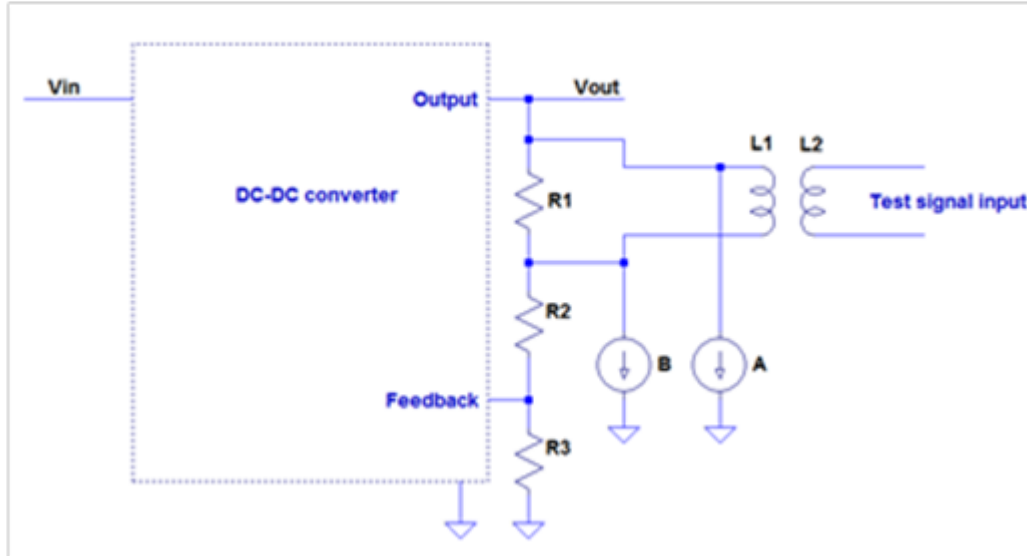 Vin
Output
Vout
L1
L2
DC-DC converter
R1
Test signal input
R2
B
A
Feedback
R3